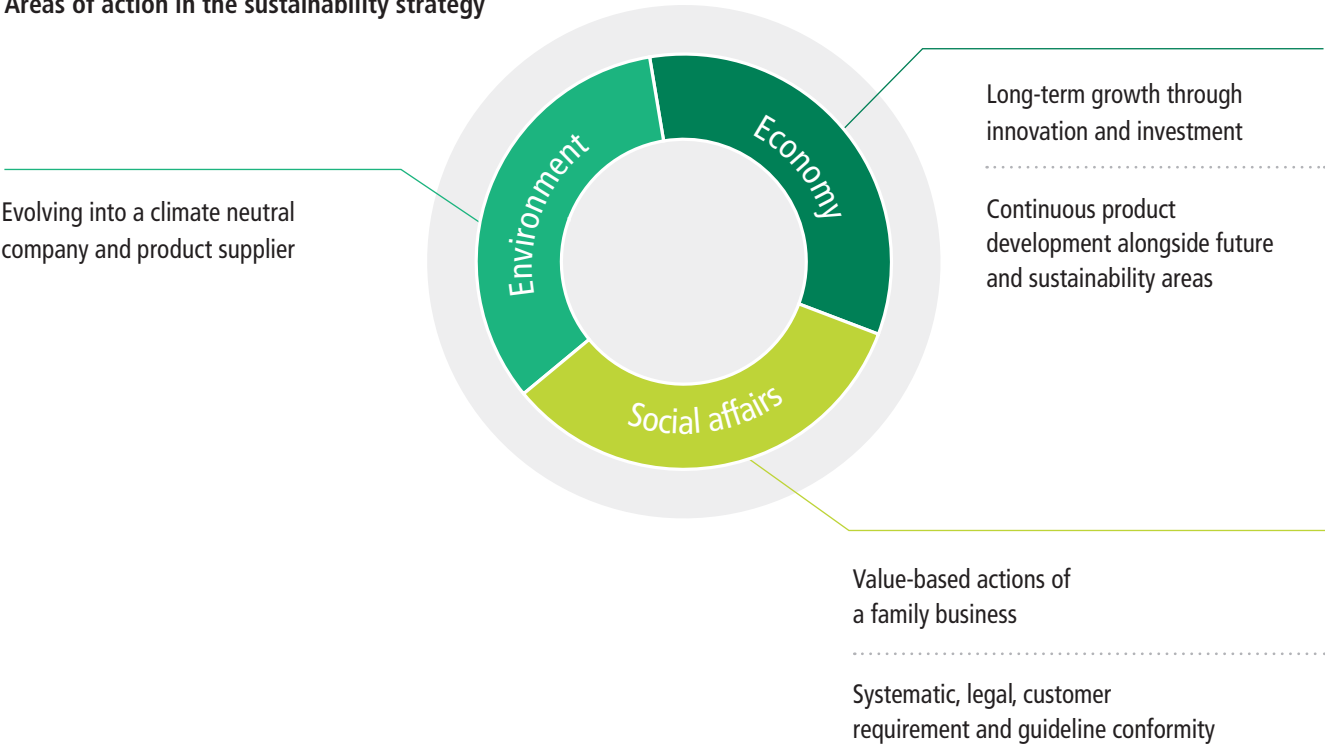 Areas of action in the sustainability strategy
Environment
Economy
Social affairs
Evolving into a climate neutral
company and product supplier
Long-term growth through
innovation and investment
Continuous product
development alongside future
and sustainability areas
Value-based actions of
a family business
Systematic, legal, customer
requirement and guideline conformity